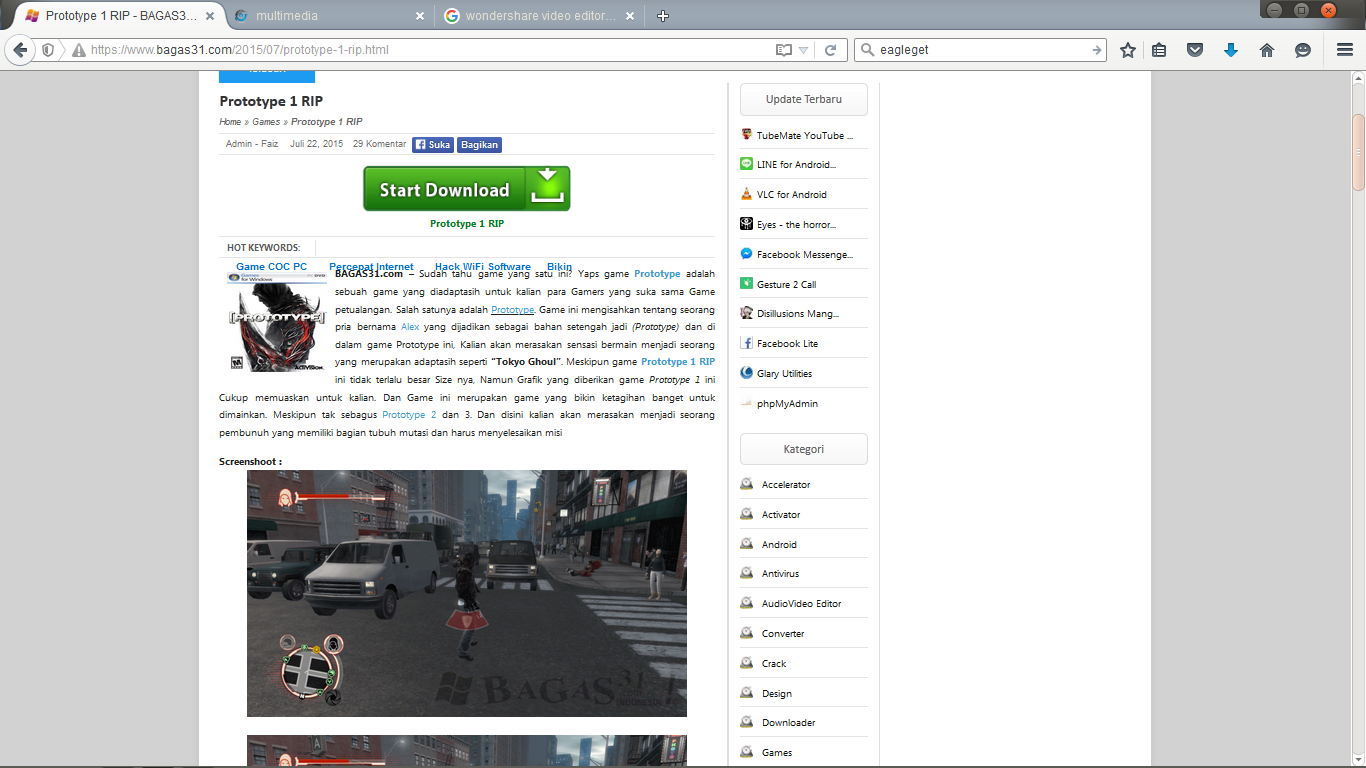 Prototype 1 RIP - BAGAS3...
multimedia
wondershare video editor...
https://www.bagas31.com/2015/07/prototype-1-rip.html
eagleget
Prototype 1 RIP
Home » Games » Prototype 1 RIP
Admin - Faiz Juli 22, 2015 29 Komentar Suka Bagikan
Start Download
Prototype 1 RIP
HOT KEYWORDS:
Game COC PC Percepat Internet Hack WiFi Software Bikin
BAGAS31.com – Sudah tahu game yang satu ini? Yaps game Prototype adalah
sebuah game yang diadaptasih untuk kalian para Gamers yang suka sama Game
petualangan. Salah satunya adalah Prototype. Game ini mengisahkan tentang seorang
pria bernama Alex yang dijadikan sebagai bahan setengah jadi (Prototype) dan di
dalam game Prototype ini, Kalian akan merasakan sensasi bermain menjadi seorang
yang merupakan adaptasih seperti “Tokyo Ghoul”. Meskipun game Prototype 1 RIP
ini tidak terlalu besar Size nya, Namun Grafik yang diberikan game Prototype 1 ini
Cukup memuaskan untuk kalian. Dan Game ini merupakan game yang bikin ketagihan banget untuk
dimainkan. Meskipun tak sebagus Prototype 2 dan 3. Dan disini kalian akan merasakan menjadi seorang
pembunuh yang memiliki bagian tubuh mutasi dan harus menyelesaikan misi
Games
for Windows
[PROTOTYPE]
ACTIVISION
Screenshoot :
BAGAS31
INDONESIA
Update Terbaru
TubeMate YouTube ...
LINE for Android...
VLC for Android
Eyes - the horror...
Facebook Messenge...
Gesture 2 Call
Disillusions Mang...
Facebook Lite
Glary Utilities
phpMyAdmin
Kategori
Accelerator
Activator
Android
Antivirus
AudioVideo Editor
Converter
Crack
Design
Downloader
Games